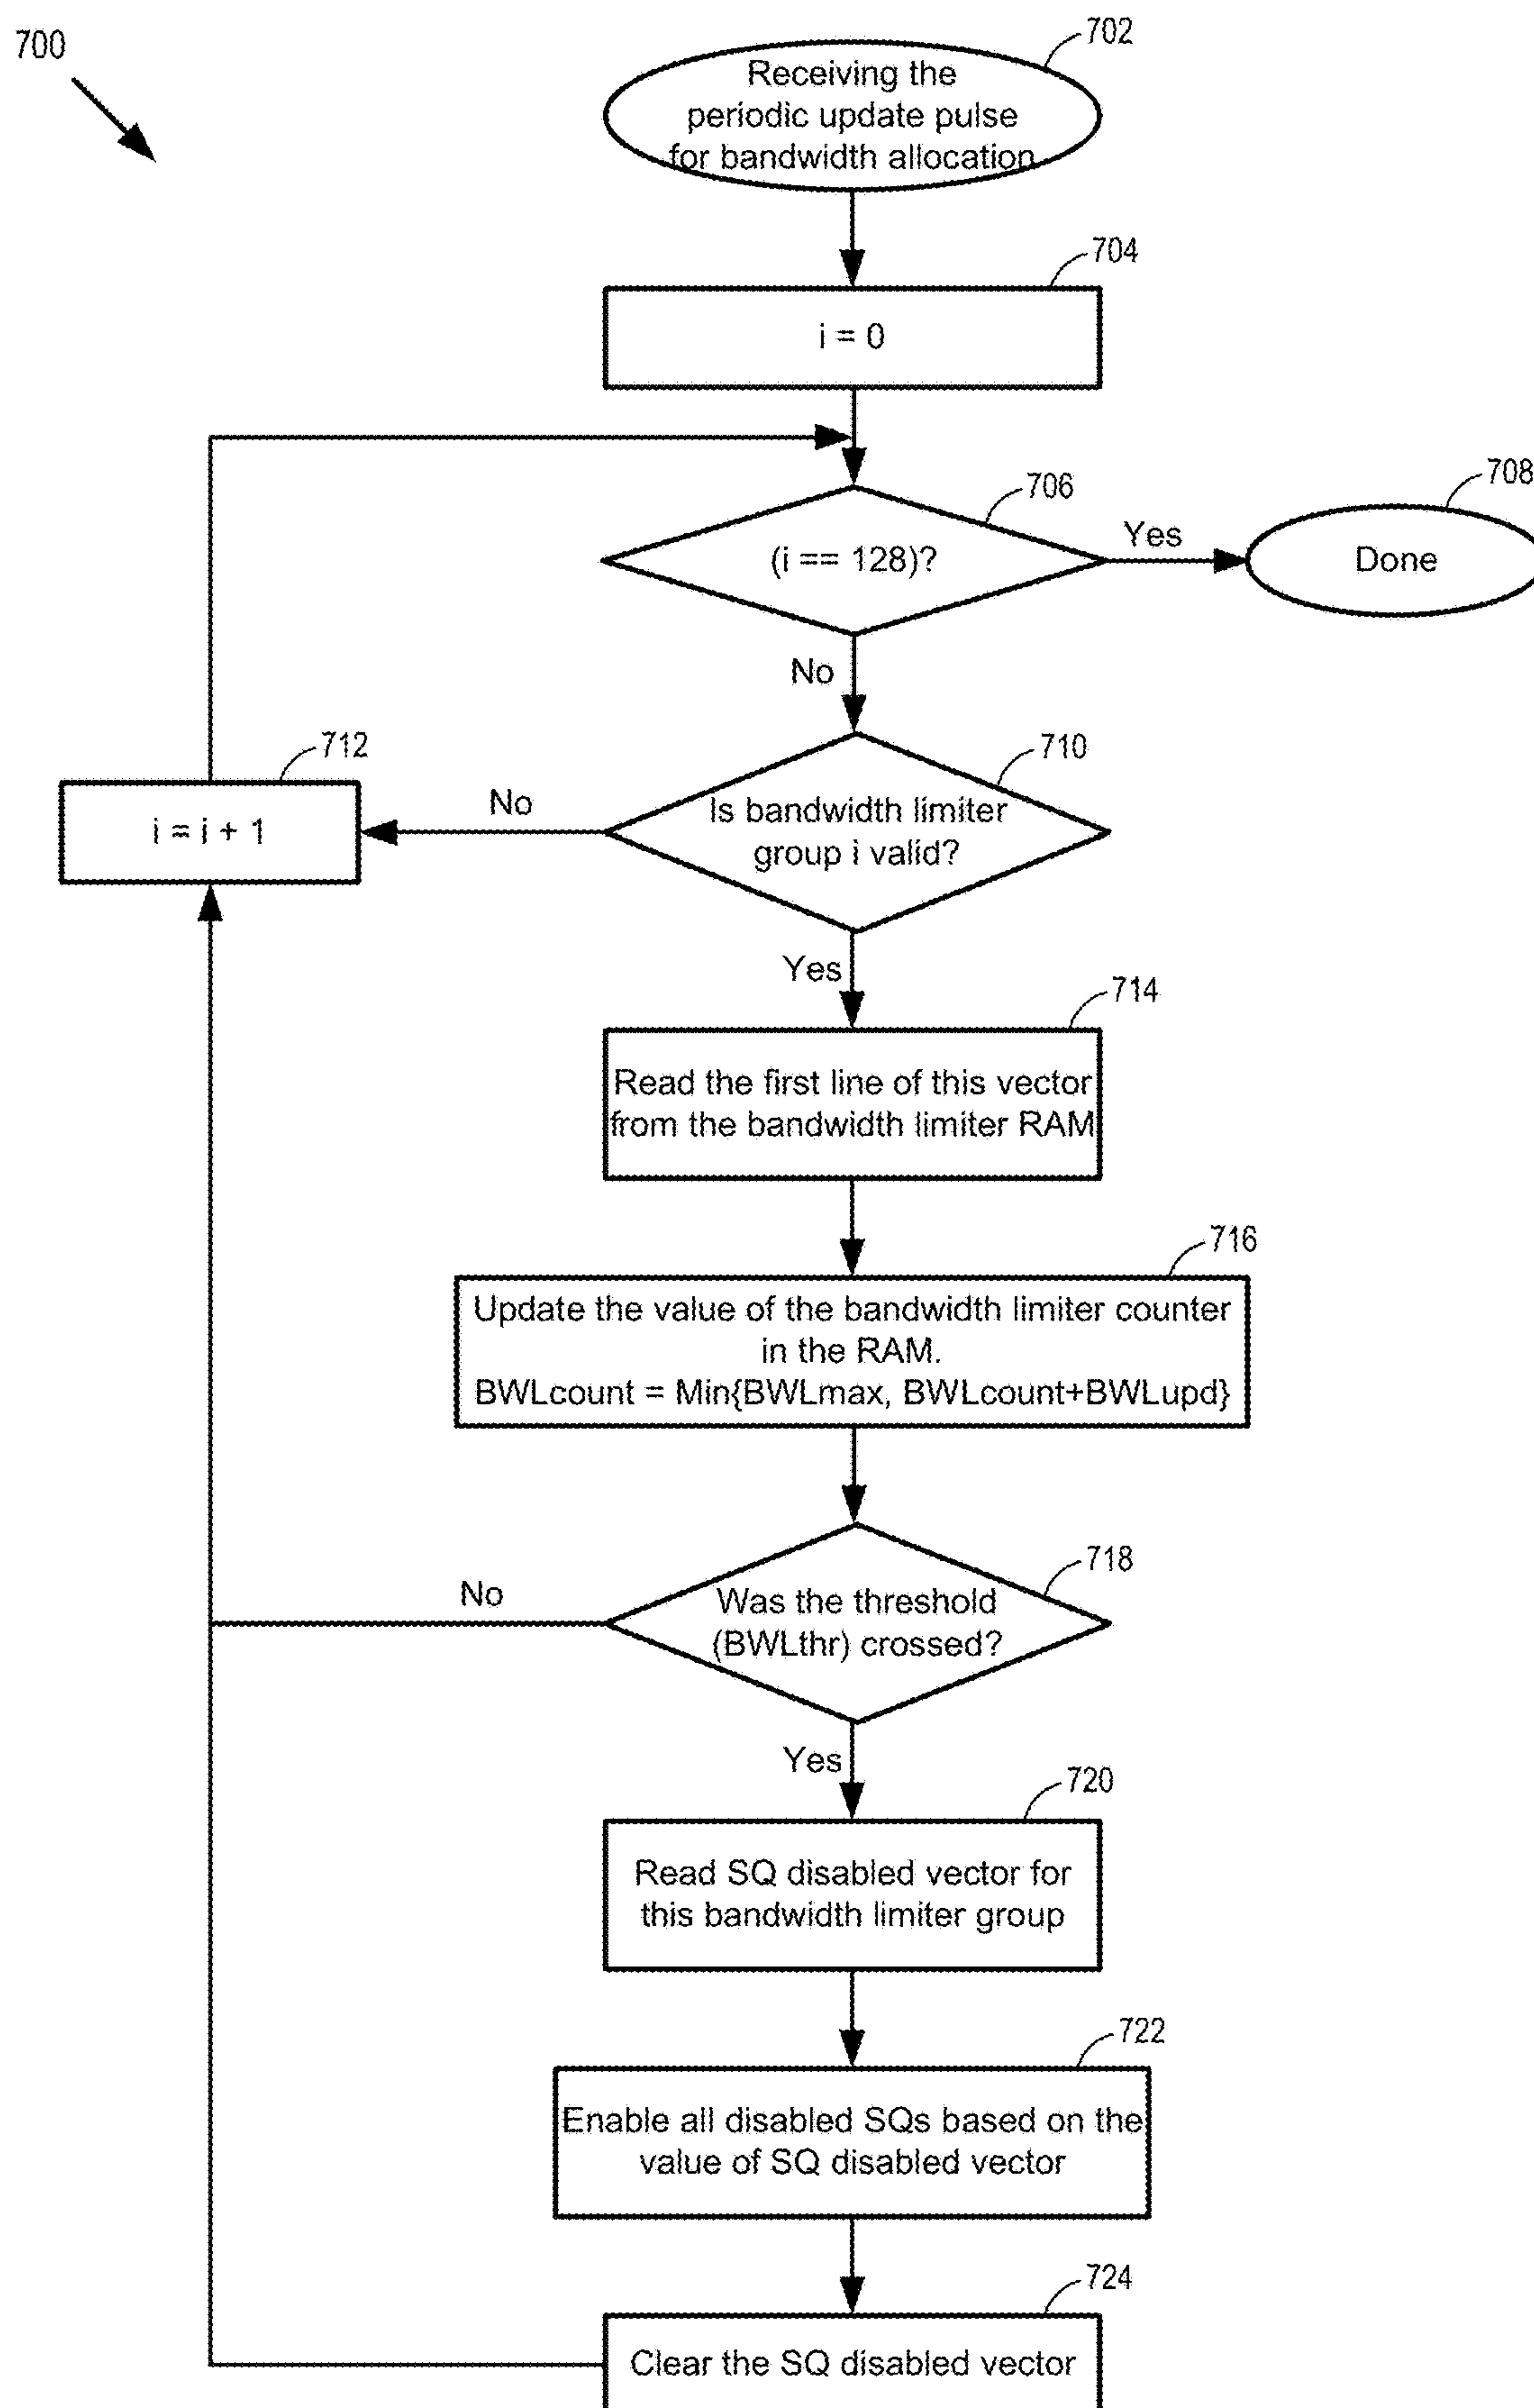 700
702
Receiving the
periodic update pulse
for bandwidth allocation
704
i = 0
706
(i == 128)?
Yes
708
Done
No
710
Is bandwidth limiter
group i valid?
No
712
i = i + 1
Yes
714
Read the first line of this vector
from the bandwidth limiter RAM
716
Update the value of the bandwidth limiter counter
in the RAM.
BWLcount = Min{BWLmax, BWLcount+BWLupd}
718
Was the threshold
(BWLthr) crossed?
No
Yes
720
Read SQ disabled vector for
this bandwidth limiter group
722
Enable all disabled SQs based on the
value of SQ disabled vector
724
Clear the SQ disabled vector